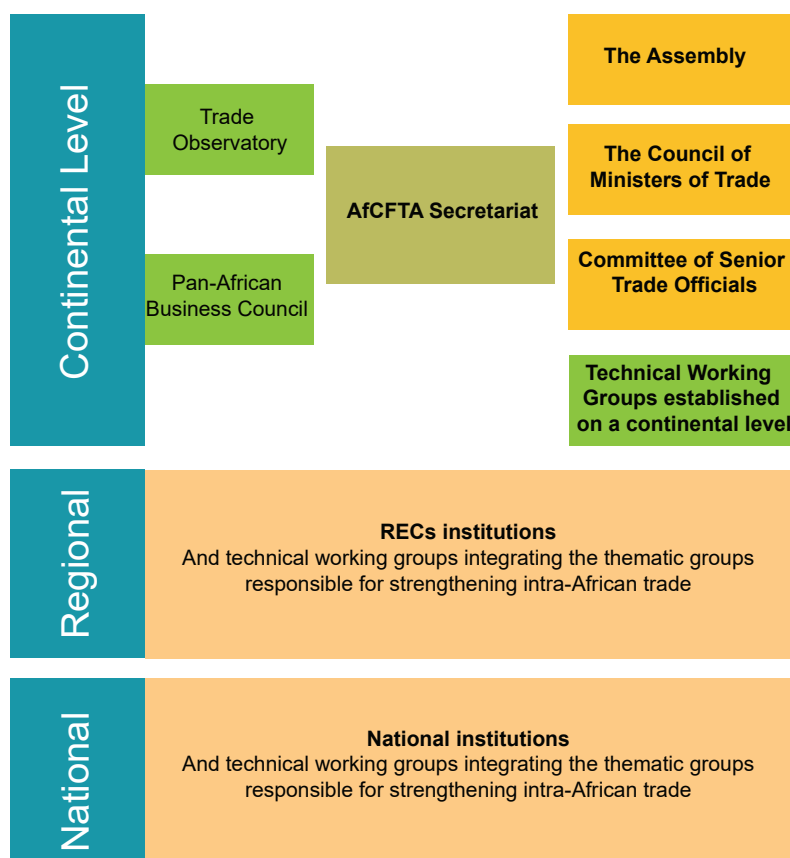 Continental Level
Trade
Observatory
Pan-African
Business Council
AfCFTA Secretariat
The Assembly
The Council of
Ministers of Trade
Committee of Senior
Trade Officials
Technical Working
Groups established
on a continental level
Regional
RECs institutions
And technical working groups integrating the thematic groups
responsible for strengthening intra-African trade
National
National institutions
And technical working groups integrating the thematic groups
responsible for strengthening intra-African trade